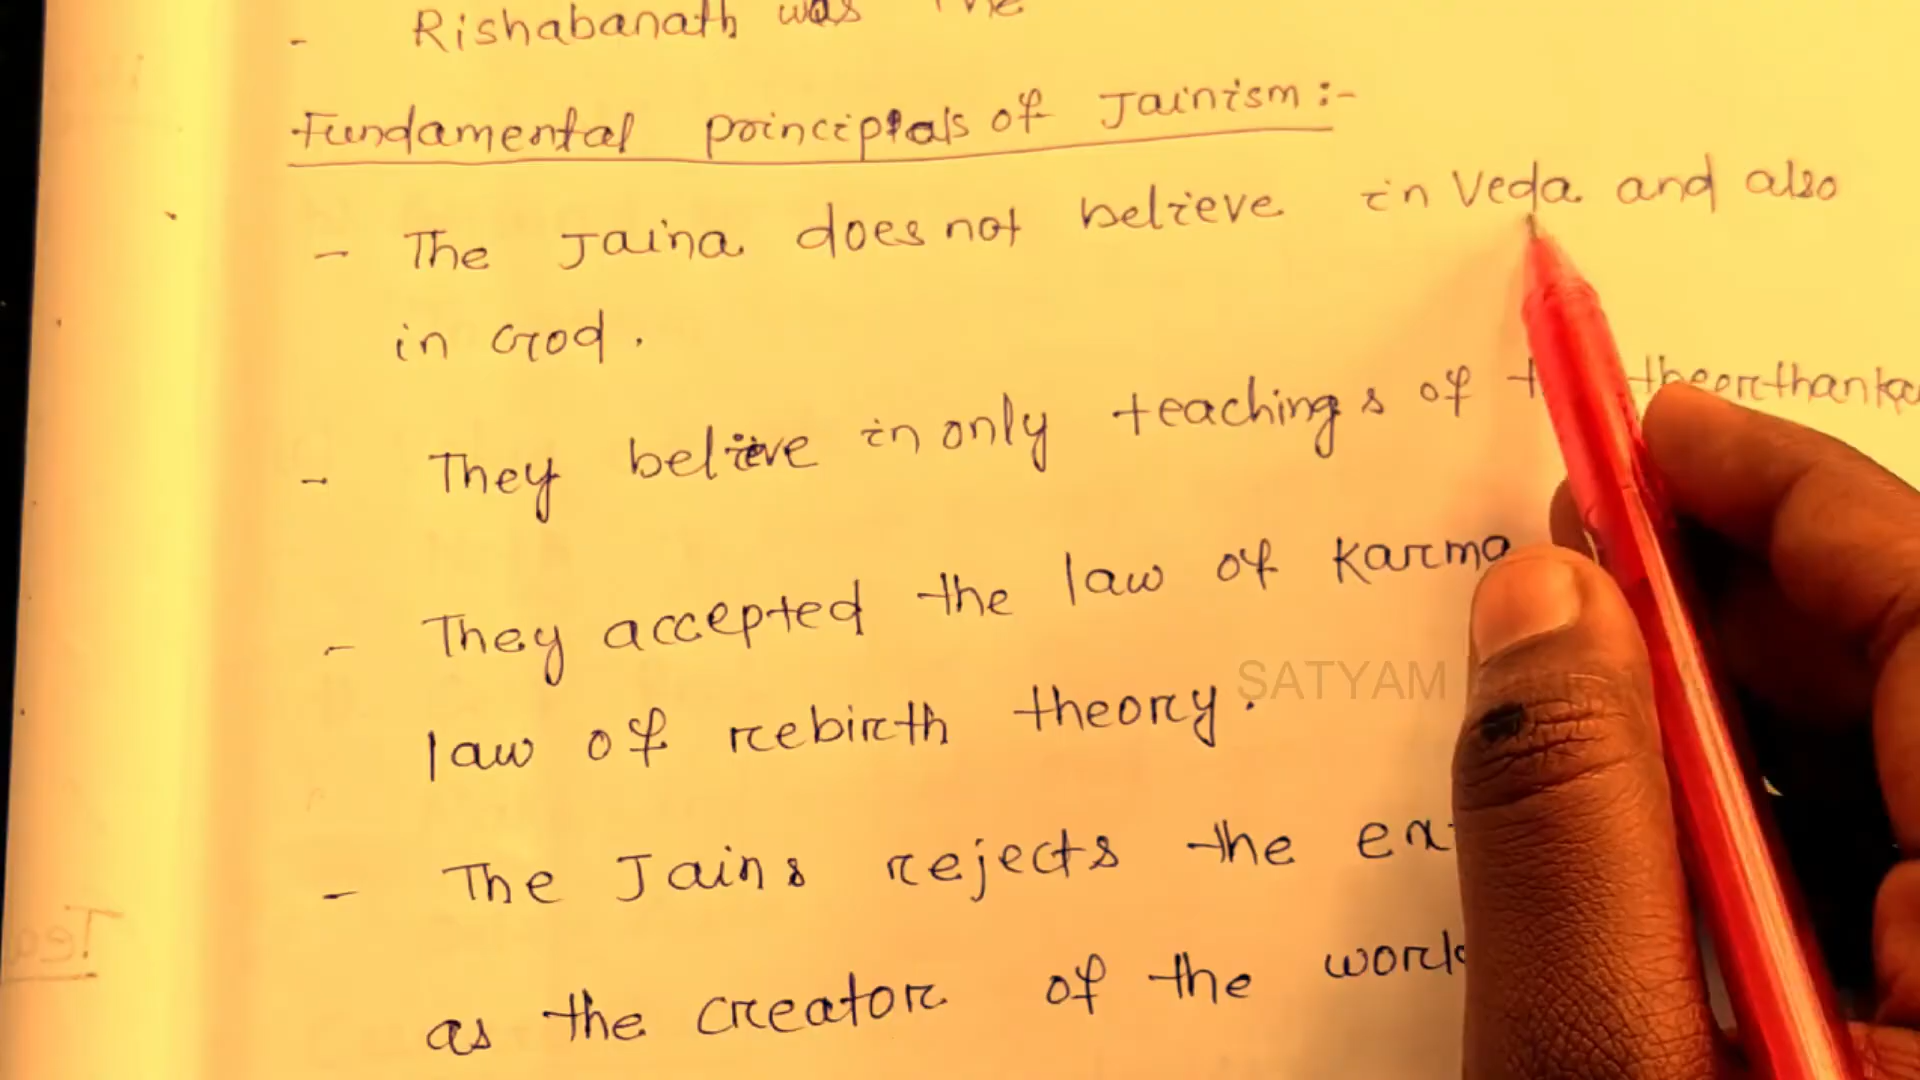 - Rishabanath was the
Fundamental principals of Jainism :-
- The Jaina does not believe in Veda and also
in God.
- They believe in only teachings of
- They accepted the law of Karma
law of rebirth theory.
SATYAM
- The Jains rejects the
as the creator of the
Tea